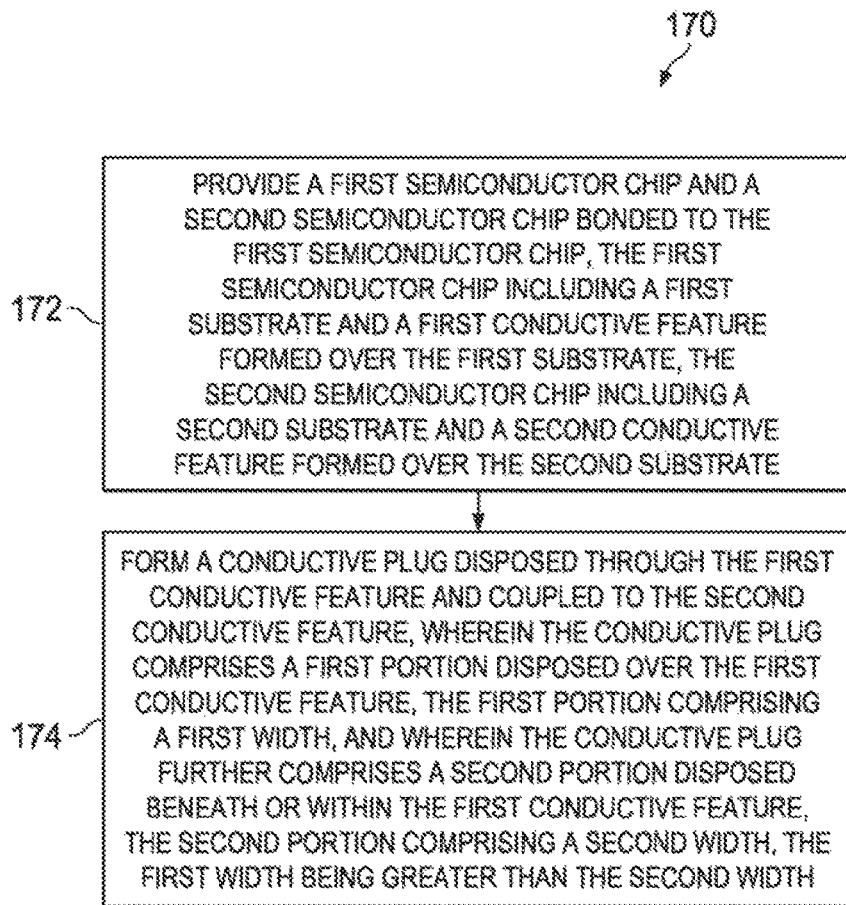 170
172
PROVIDE A FIRST SEMICONDUCTOR CHIP AND A
SECOND SEMICONDUCTOR CHIP BONDED TO THE
FIRST SEMICONDUCTOR CHIP, THE FIRST
SEMICONDUCTOR CHIP INCLUDING A FIRST
SUBSTRATE AND A FIRST CONDUCTIVE FEATURE
FORMED OVER THE FIRST SUBSTRATE, THE
SECOND SEMICONDUCTOR CHIP INCLUDING A
SECOND SUBSTRATE AND A SECOND CONDUCTIVE
FEATURE FORMED OVER THE SECOND SUBSTRATE
174
FORM A CONDUCTIVE PLUG DISPOSED THROUGH THE FIRST
CONDUCTIVE FEATURE AND COUPLED TO THE SECOND
CONDUCTIVE FEATURE, WHEREIN THE CONDUCTIVE PLUG
COMPRISES A FIRST PORTION DISPOSED OVER THE FIRST
CONDUCTIVE FEATURE, THE FIRST PORTION COMPRISING
A FIRST WIDTH, AND WHEREIN THE CONDUCTIVE PLUG
FURTHER COMPRISES A SECOND PORTION DISPOSED
BENEATH OR WITHIN THE FIRST CONDUCTIVE FEATURE,
THE SECOND PORTION COMPRISING A SECOND WIDTH, THE
FIRST WIDTH BEING GREATER THAN THE SECOND WIDTH